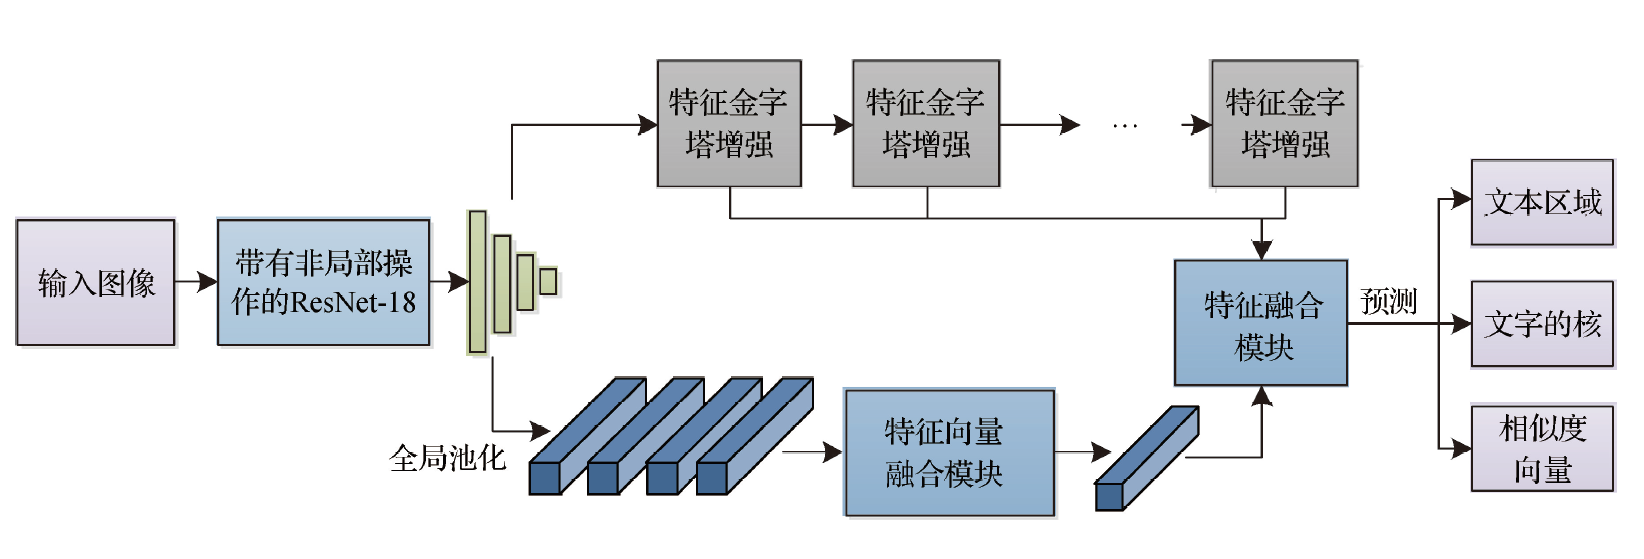 特征金字
塔增强
特征金字
塔增强
…
特征金字
塔增强
输入图像
带有非局部操
作的ResNet-18
特征融合
模块
预测
文本区域
文字的核
相似度
向量
全局池化
特征向量
融合模块